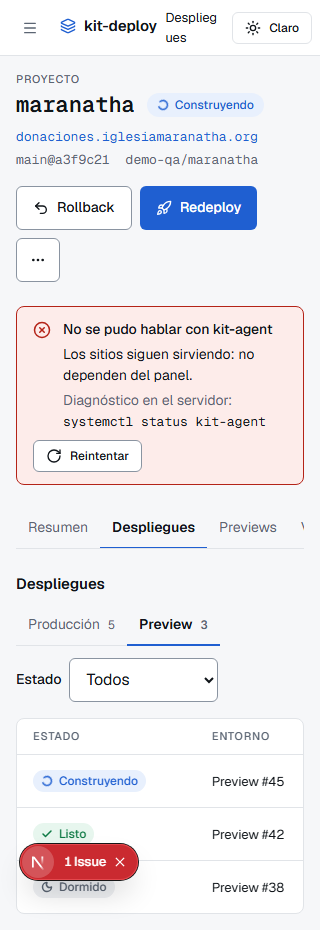 kit-deploy
Desplieg
ues
Claro
PROYECTO
maranatha
Construyendo
donaciones.iglesiamaranatha.org
main@a3f9c21 demo-qa/maranatha
Rollback
Redeploy
...
No se pudo hablar con kit-agent
Los sitios siguen sirviendo: no
dependen del panel.
Diagnóstico en el servidor:
systemctl status kit-agent
Reintentar
Resumen Despliegues Previews
Despliegues
Producción 5 Preview 3
Estado Todos
ESTADO ENTORNO
Construyendo Preview #45
Listo Preview #42
N 1 Issue
Dormido Preview #38